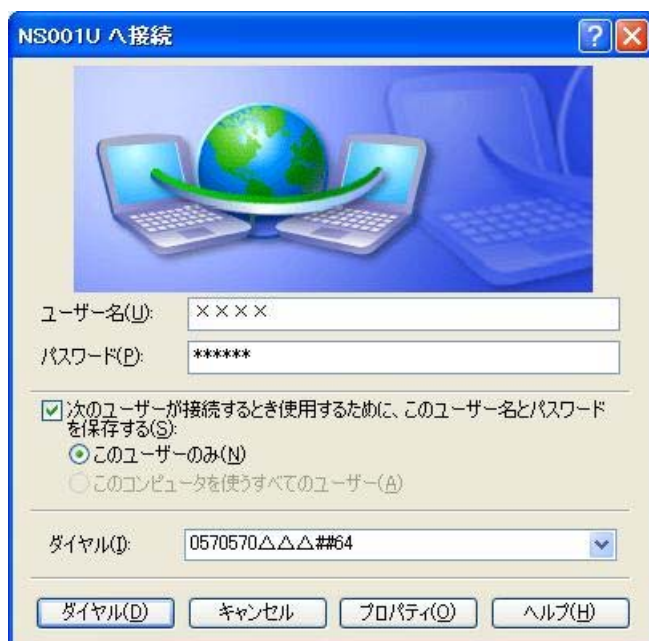 NS001U へ接続
ユーザー名(U): ××××
パスワード(P): ******
次のユーザーが接続するとき使用するために、このユーザー名とパスワード
を保存する(S):
このユーザーのみ(N)
このコンピュータを使うすべてのユーザー(A)
ダイヤル(I): 0570570△△△##64
ダイヤル(D) キャンセル プロパティ(O) ヘルプ(H)